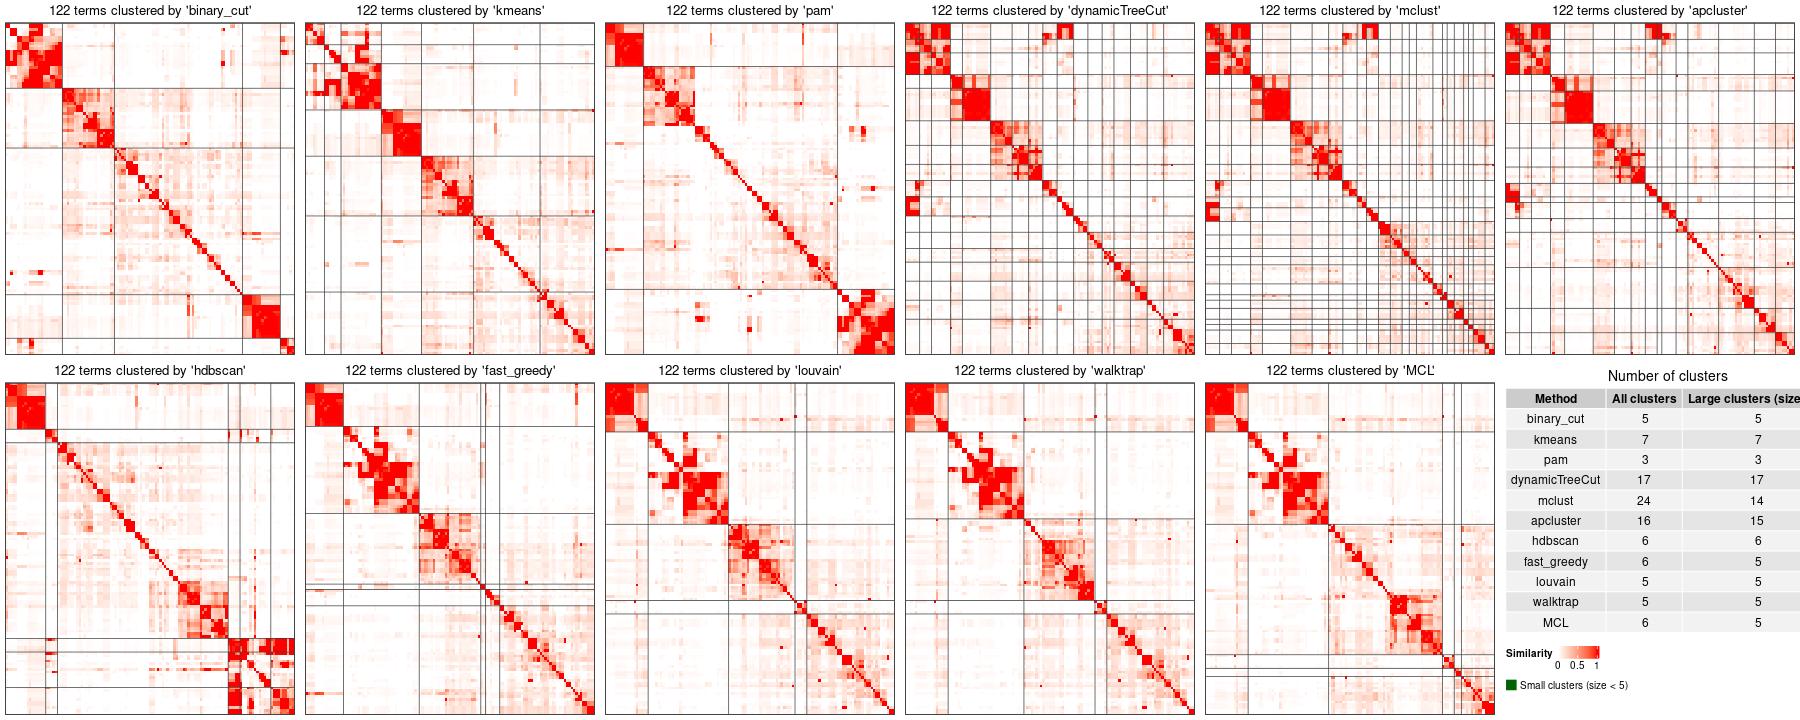 122 terms clustered by 'binary_cut'
122 terms clustered by 'kmeans'
122 terms clustered by 'pam'
122 terms clustered by 'dynamicTreeCut'
122 terms clustered by 'mclust'
122 terms clustered by 'apcluster'
122 terms clustered by 'hdbscan'
122 terms clustered by 'fast_greedy'
122 terms clustered by 'louvain'
122 terms clustered by 'walktrap'
122 terms clustered by 'MCL'
Number of clusters
Method All clusters Large clusters (size
binary_cut 5 5
kmeans 7 7
pam 3 3
dynamicTreeCut 17 17
mclust 24 14
apcluster 16 15
hdbscan 6 6
fast_greedy 6 5
louvain 5 5
walktrap 5 5
MCL 6 5
Similarity
0 0.5 1
Small clusters (size < 5)